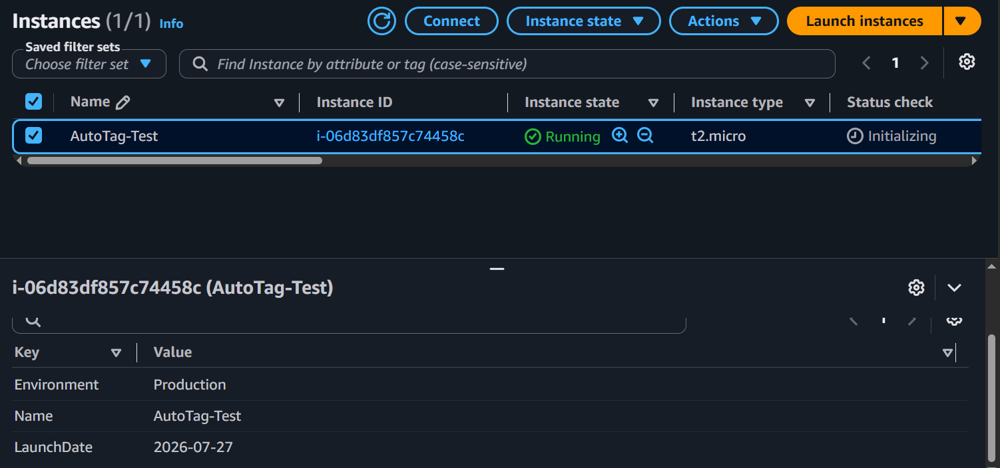 Instances (1/1) Info
Connect
Instance state
Actions
Launch instances
Saved filter sets
Choose filter set
Find Instance by attribute or tag (case-sensitive)
1
Name Instance ID Instance state Instance type Status check
AutoTag-Test i-06d83df857c74458c Running t2.micro Initializing
i-06d83df857c74458c (AutoTag-Test)
Key Value
Environment Production
Name AutoTag-Test
LaunchDate 2026-07-27